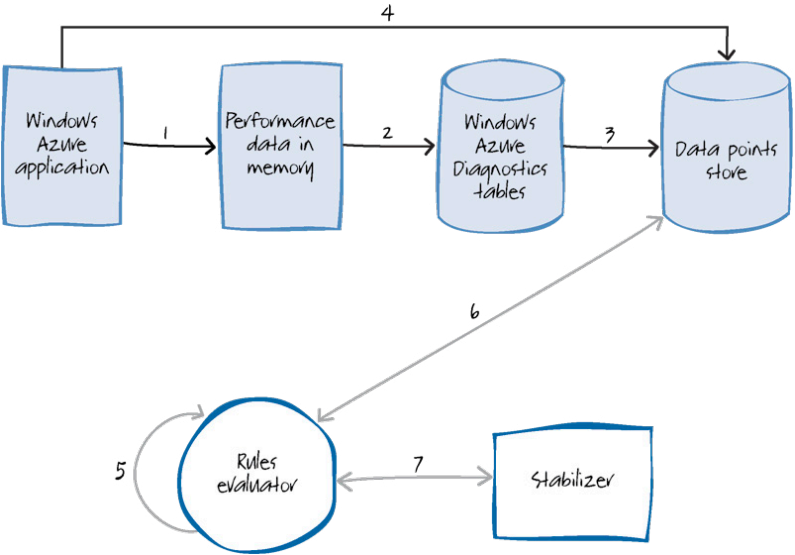 4
Windows
Azure
application
1
Performance
data in
memory
2
Windows
Azure
Diagnostics
tables
3
Data points
store
6
5
Rules
evaluator
7
Stabilizer